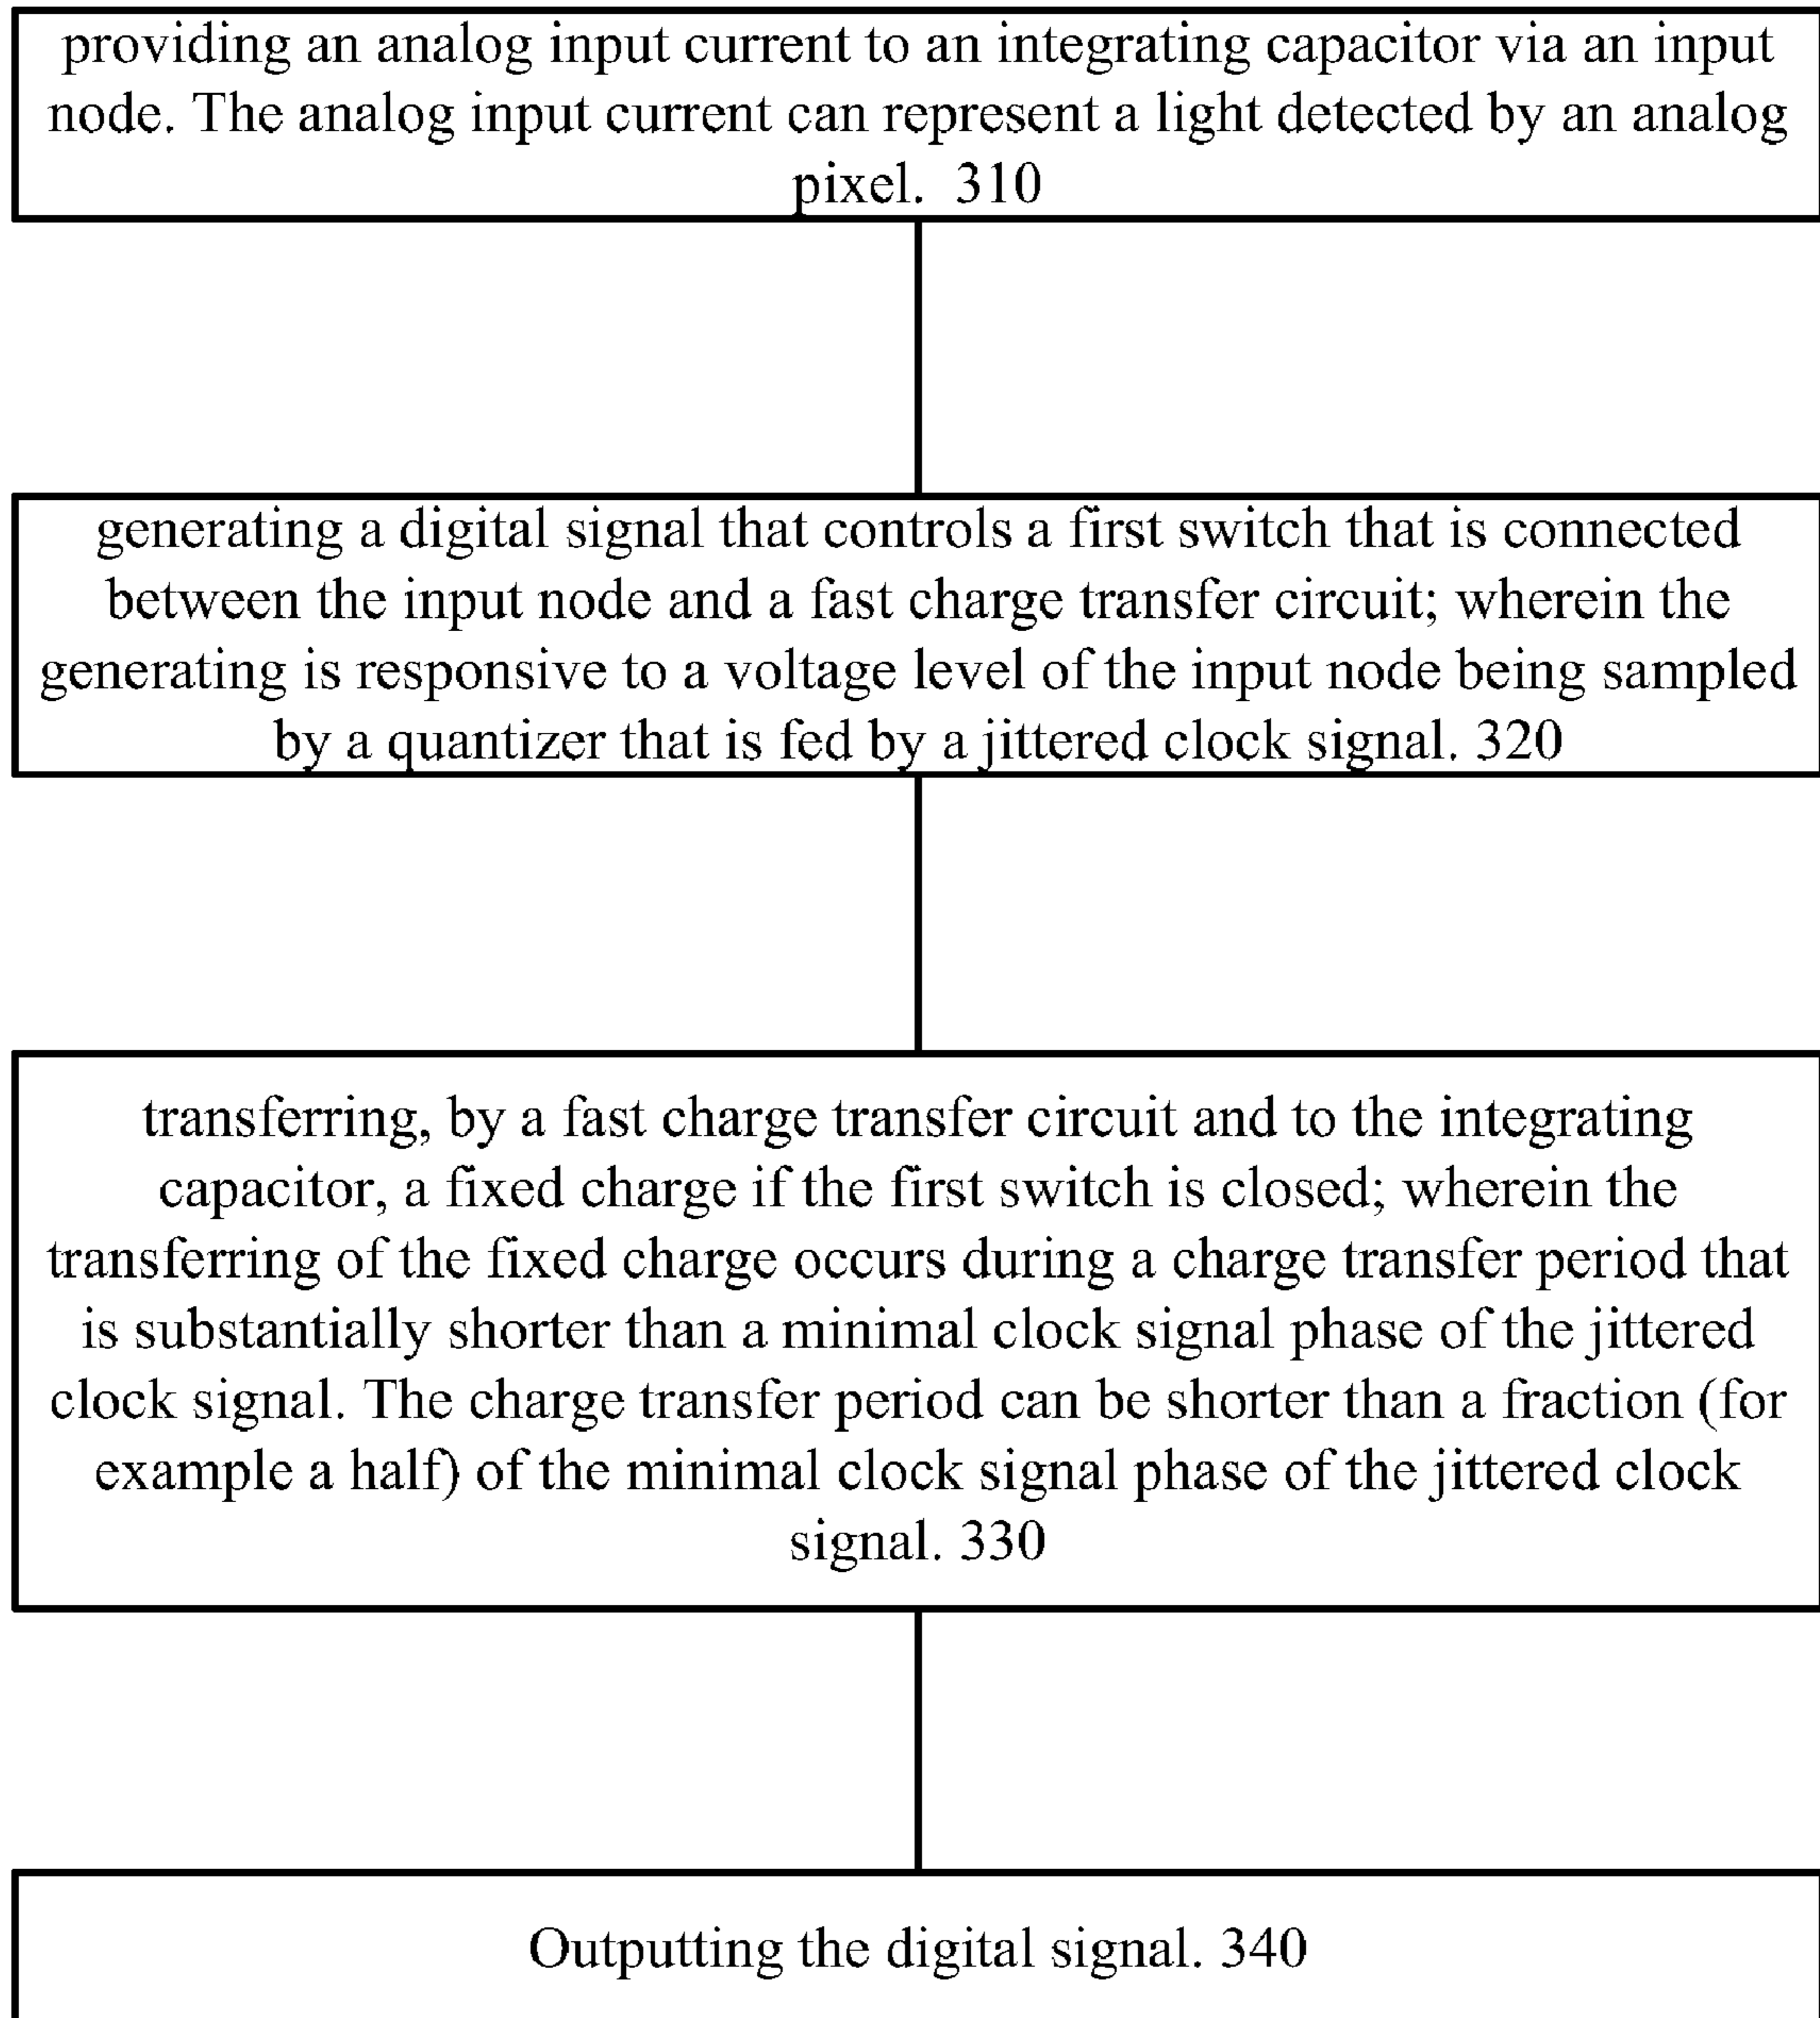 providing an analog input current to an integrating capacitor via an input
node. The analog input current can represent a light detected by an analog
pixel. 310
generating a digital signal that controls a first switch that is connected
between the input node and a fast charge transfer circuit; wherein the
generating is responsive to a voltage level of the input node being sampled
by a quantizer that is fed by a jittered clock signal. 320
transferring, by a fast charge transfer circuit and to the integrating
capacitor, a fixed charge if the first switch is closed; wherein the
transferring of the fixed charge occurs during a charge transfer period that
is substantially shorter than a minimal clock signal phase of the jittered
clock signal. The charge transfer period can be shorter than a fraction (for
example a half) of the minimal clock signal phase of the jittered clock
signal. 330
Outputting the digital signal. 340